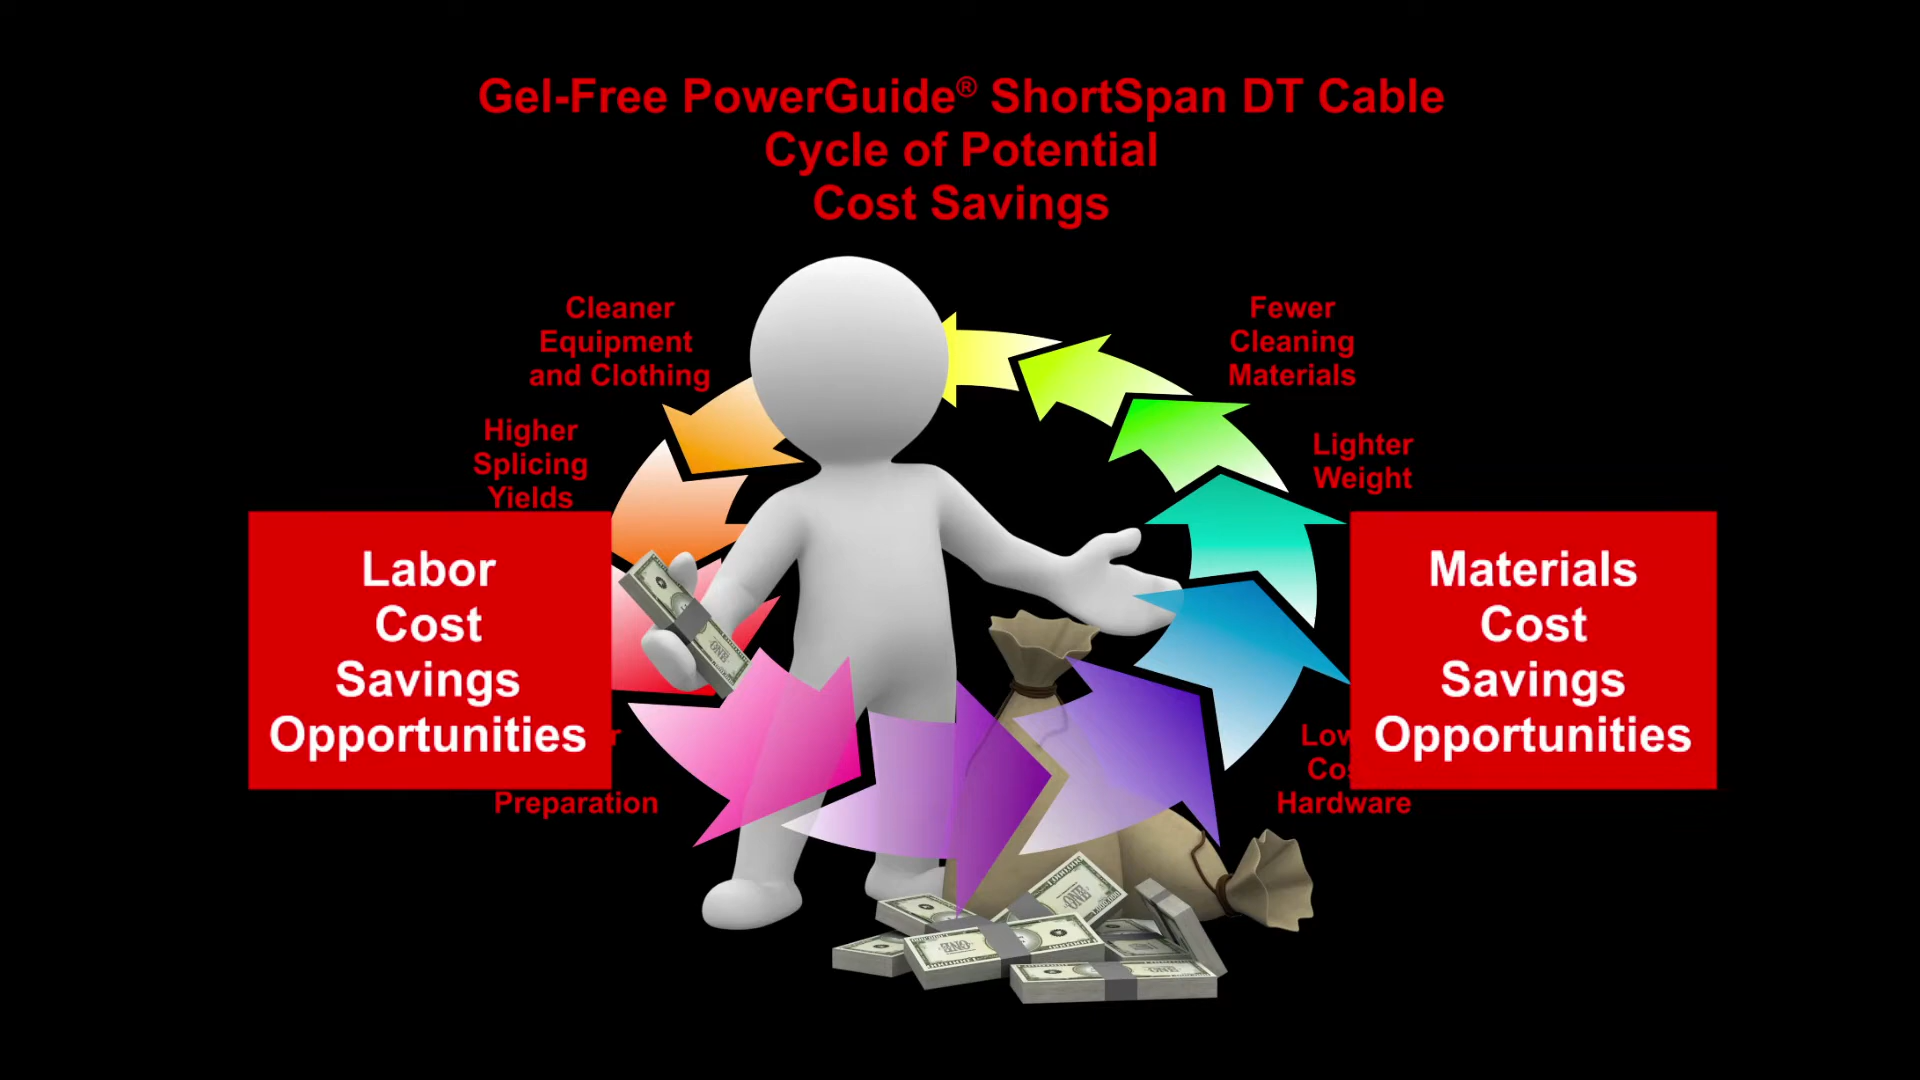 Gel-Free PowerGuide® ShortSpan DT Cable
Cycle of Potential
Cost Savings
Cleaner
Equipment
and Clothing
Higher
Splicing
Yields
Labor
Cost
Savings
Opportunities
Preparation
Fewer
Cleaning
Materials
Lighter
Weight
Materials
Cost
Savings
Opportunities
Hardware